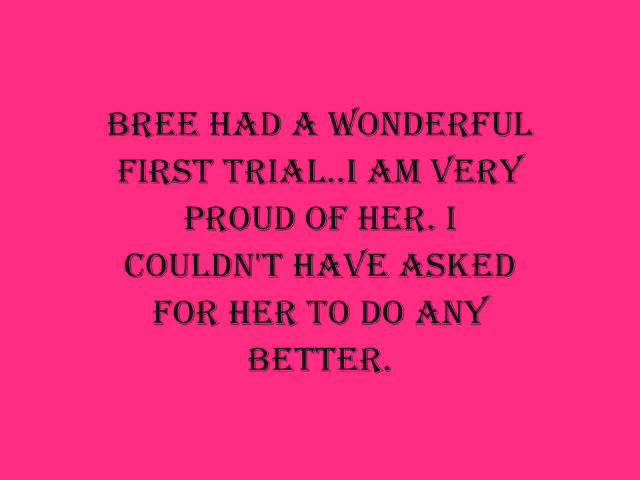 BREE HAD A WONDERFUL
FIRST TRIAL..I AM VERY
PROUD OF HER. I
COULDN'T HAVE ASKED
FOR HER TO DO ANY
BETTER.